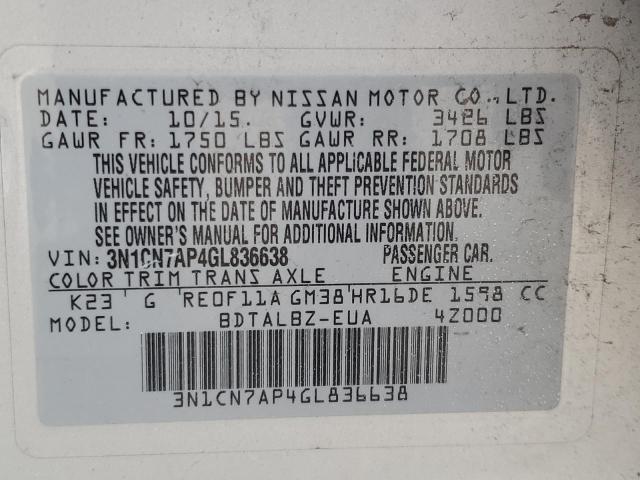 MANUFACTURED BY NISSAN MOTOR CO., LTD.
DATE: 10/15. GVWR: 3426 LBS
GAWR FR: 1750 LBS GAWR RR: 1708 LBS
THIS VEHICLE CONFORMS TO ALL APPLICABLE FEDERAL MOTOR
VEHICLE SAFETY, BUMPER AND THEFT PREVENTION STANDARDS
IN EFFECT ON THE DATE OF MANUFACTURE SHOWN ABOVE.
SEE OWNER'S MANUAL FOR ADDITIONAL INFORMATION.
VIN: 3N1CN7AP4GL836638 PASSENGER CAR.
COLOR TRIM TRANS AXLE ENGINE
K23 G RE0F11A GM38 HR16DE 1598 CC
MODEL: BDTALBZ-EUA 4Z000
3N1CN7AP4GL836638